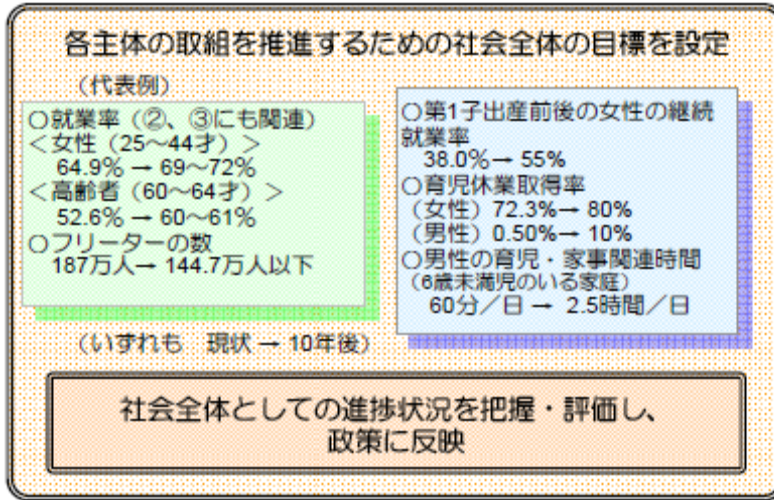 各主体の取組を推進するための社会全体の目標を設定
（代表例）
○就業率（②、③にも関連）
＜女性（25～44才）＞
64.9% → 69～72%
＜高齢者（60～64才）＞
52.6% → 60～61%
○フリーターの数
187万人→ 144.7万人以下
○第1子出産前後の女性の継続
就業率
38.0%→ 55%
○育児休業取得率
（女性）72.3%→ 80%
（男性）0.50%→ 10%
○男性の育児・家事関連時間
（6歳未満児のいる家庭）
60分／日 → 2.5時間／日
（いずれも　現状 → 10年後）
社会全体としての進捗状況を把握・評価し、
政策に反映